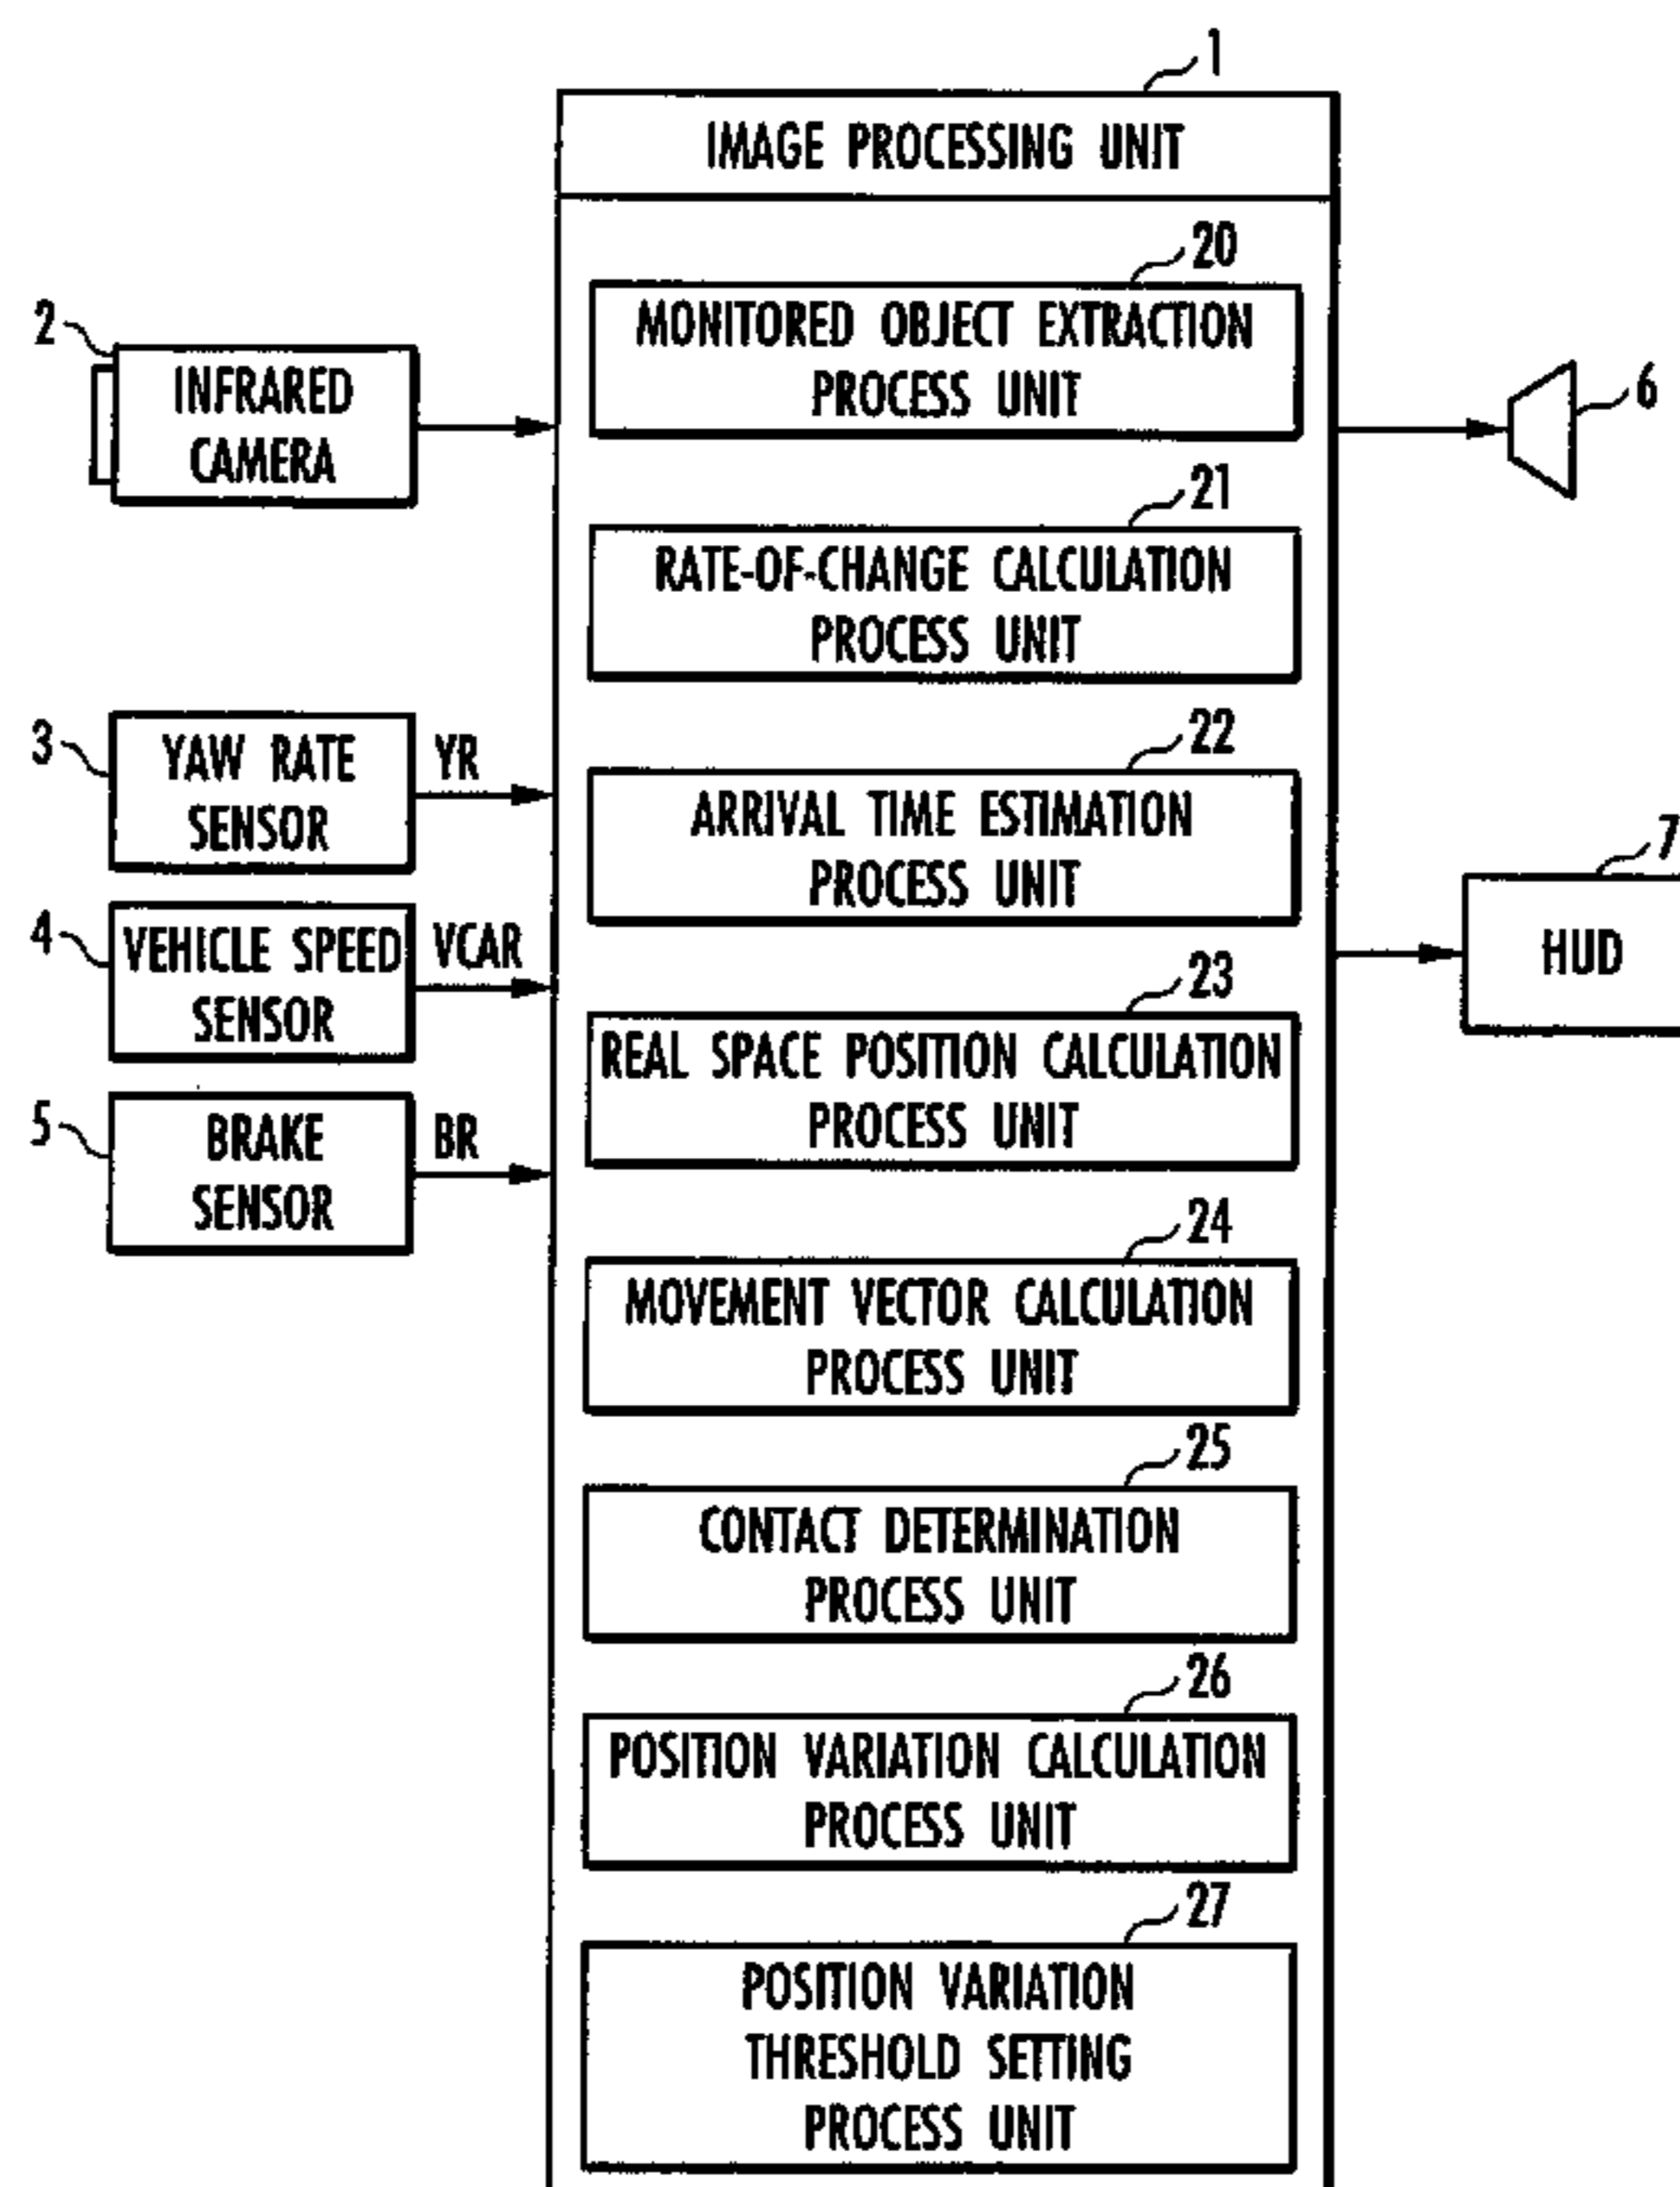 1
IMAGE PROCESSING UNIT
20
MONITORED OBJECT EXTRACTION
PROCESS UNIT
2
INFRARED
CAMERA
6
21
RATE-OF-CHANGE CALCULATION
PROCESS UNIT
3
YAW RATE
SENSOR
YR
22
ARRIVAL TIME ESTIMATION
PROCESS UNIT
7
HUD
4
VEHICLE SPEED
SENSOR
VCAR
23
REAL SPACE POSITION CALCULATION
PROCESS UNIT
5
BRAKE
SENSOR
BR
24
MOVEMENT VECTOR CALCULATION
PROCESS UNIT
25
CONTACT DETERMINATION
PROCESS UNIT
26
POSITION VARIATION CALCULATION
PROCESS UNIT
27
POSITION VARIATION
THRESHOLD SETTING
PROCESS UNIT